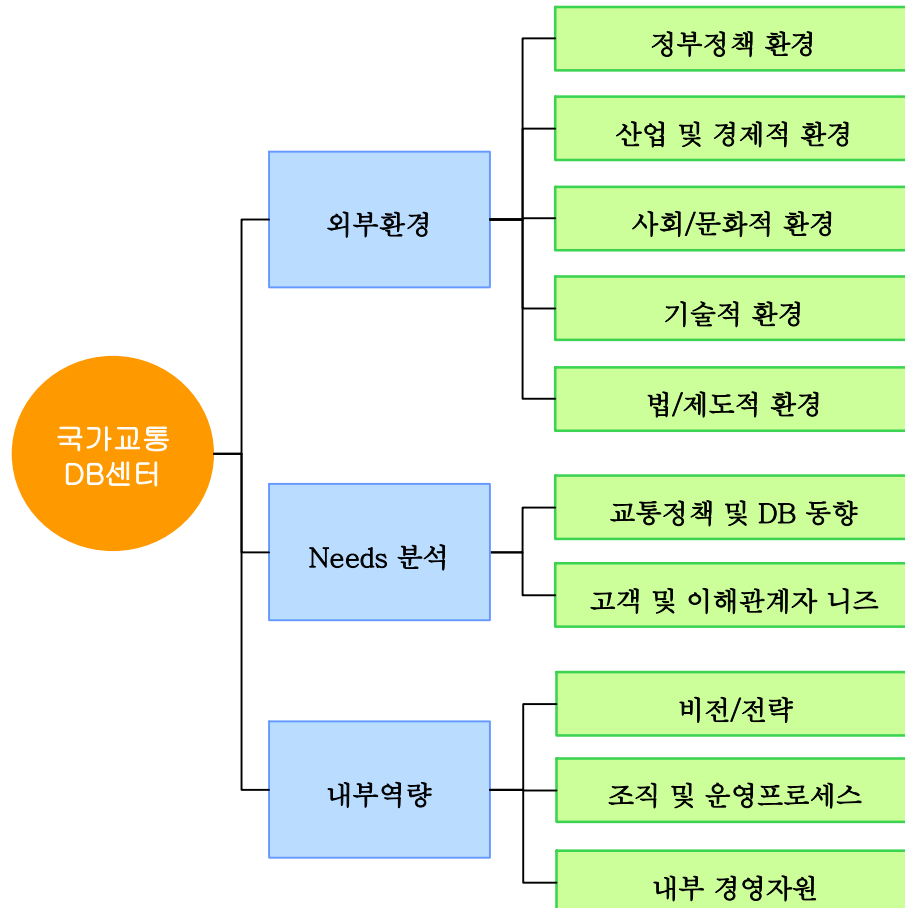 정부정책 환경
산업 및 경제적 환경
외부환경
사회/문화적 환경
기술적 환경
법/제도적 환경
국가교통
DB센터
교통정책 및 DB 동향
Needs 분석
고객 및 이해관계자 니즈
비전/전략
내부역량
조직 및 운영프로세스
내부 경영자원